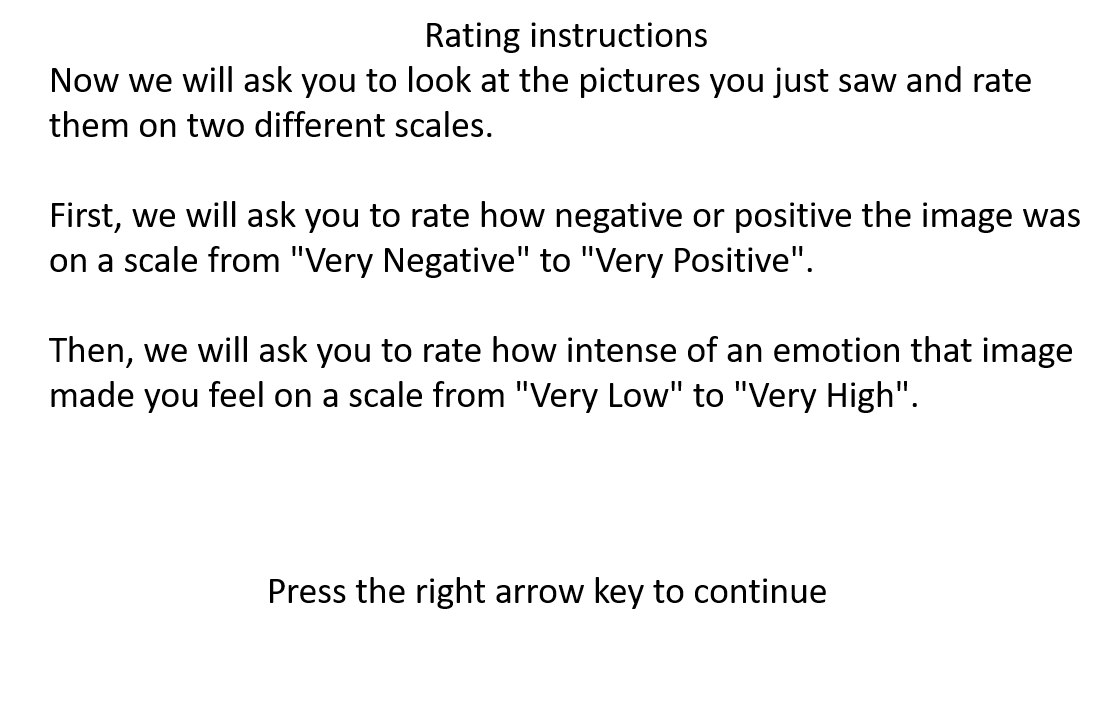 Rating instructions
Now we will ask you to look at the pictures you just saw and rate
them on two different scales.
First, we will ask you to rate how negative or positive the image was
on a scale from "Very Negative" to "Very Positive".
Then, we will ask you to rate how intense of an emotion that image
made you feel on a scale from "Very Low" to "Very High".
Press the right arrow key to continue